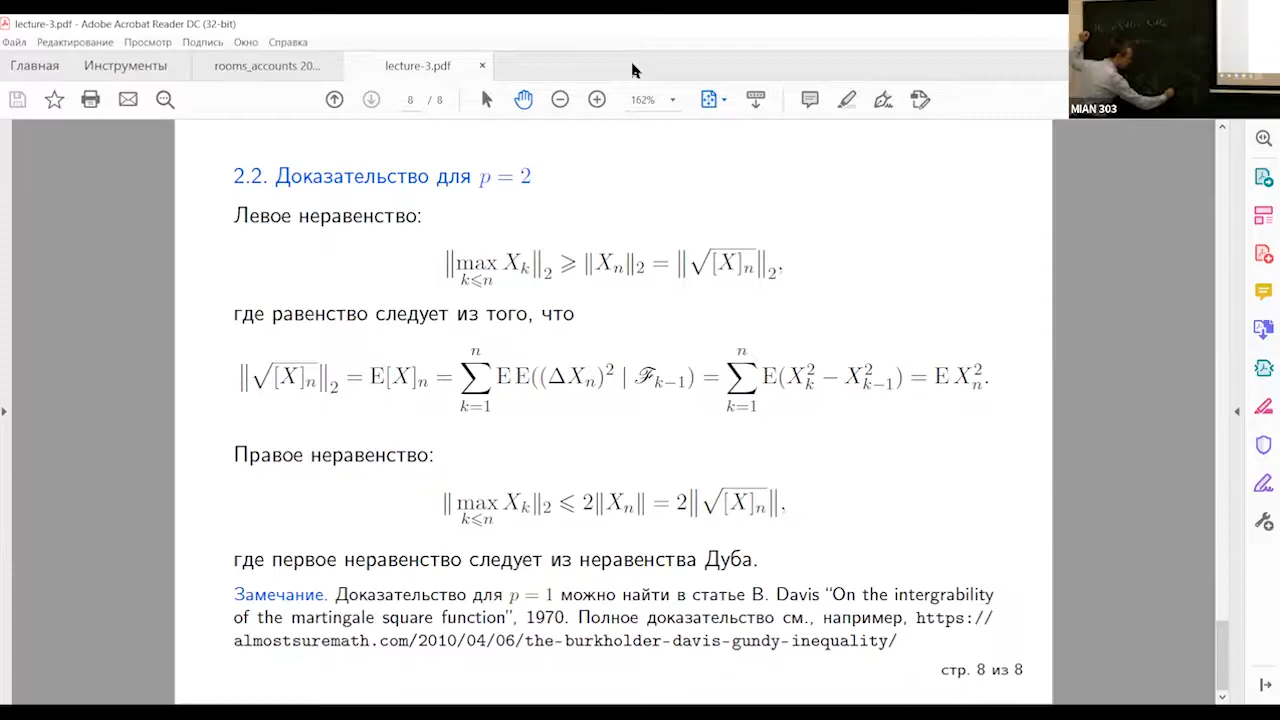 lecture-3.pdf - Adobe Acrobat Reader DC (32-bit)
Файл Редактирование Просмотр Подпись Окно Справка
Главная Инструменты rooms_accounts 20... lecture-3.pdf ×
8 / 8 162%
MIAN 303
2.2. Доказательство для p = 2
Левое неравенство:
‖max_{k⩽n} X_k‖_2 ⩾ ‖X_n‖_2 = ‖√[X]_n‖_2,
где равенство следует из того, что
‖√[X]_n‖_2 = E[X]_n = ∑_{k=1}^{n} E E((ΔX_n)^2 | ℱ_{k−1}) = ∑_{k=1}^{n} E(X_k^2 − X_{k−1}^2) = E X_n^2.
Правое неравенство:
‖max_{k⩽n} X_k‖_2 ⩽ 2‖X_n‖ = 2‖√[X]_n‖,
где первое неравенство следует из неравенства Дуба.
Замечание. Доказательство для p = 1 можно найти в статье B. Davis “On the intergrability
of the martingale square function”, 1970. Полное доказательство см., например, https://
almostsuremath.com/2010/04/06/the-burkholder-davis-gundy-inequality/
стр. 8 из 8